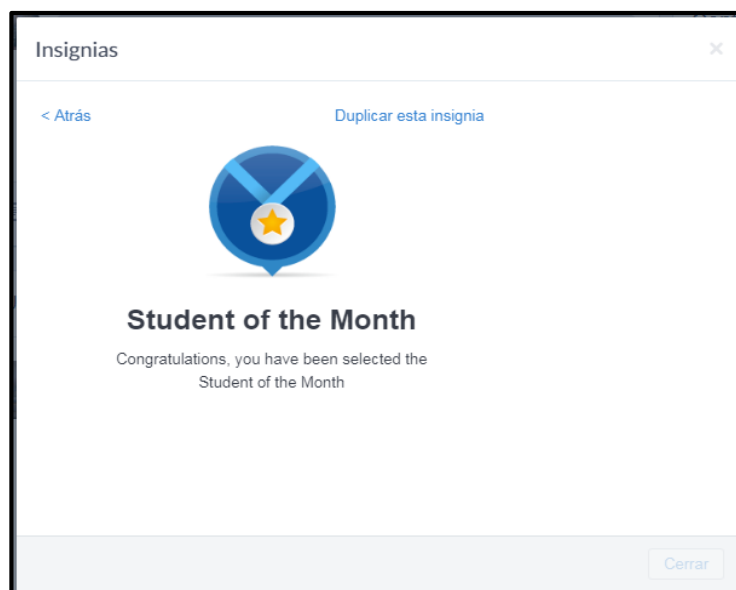 Insignias
×
< Atrás
Duplicar esta insignia
Student of the Month
Congratulations, you have been selected the
Student of the Month
Cerrar